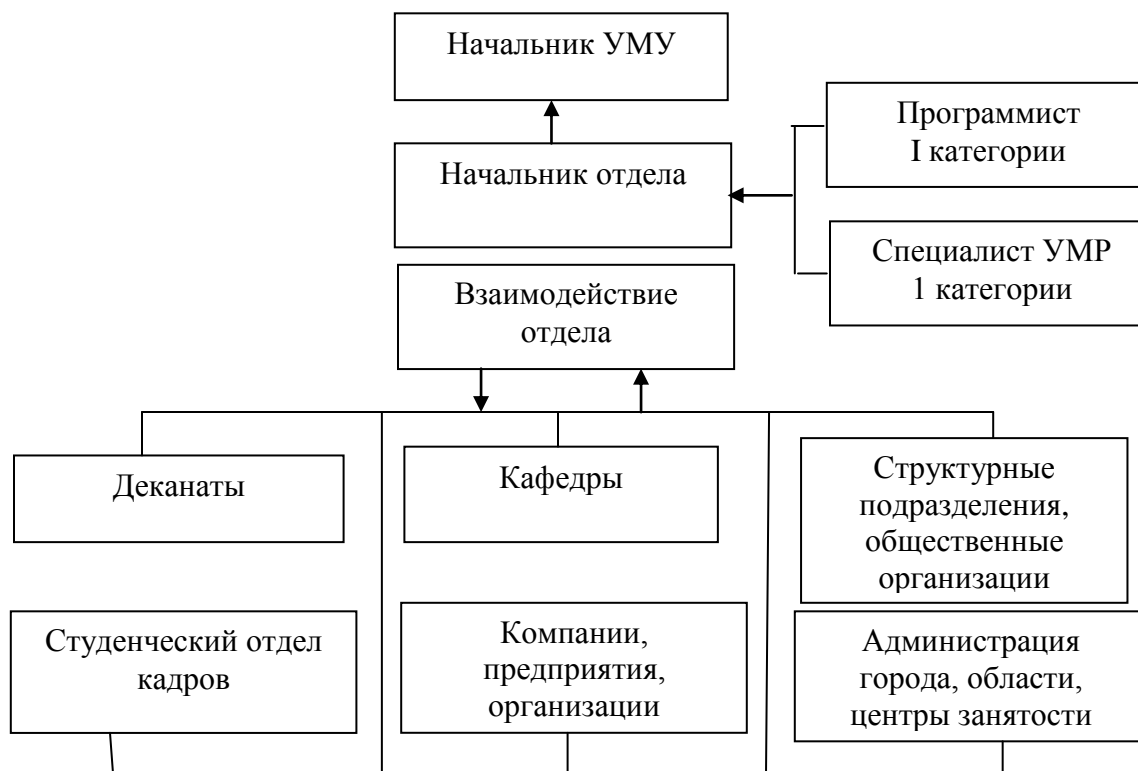 Начальник УМУ
Программист
I категории
Начальник отдела
Специалист УМР
1 категории
Взаимодействие
отдела
Деканаты
Кафедры
Структурные
подразделения,
общественные
организации
Студенческий отдел
кадров
Компании,
предприятия,
организации
Администрация
города, области,
центры занятости